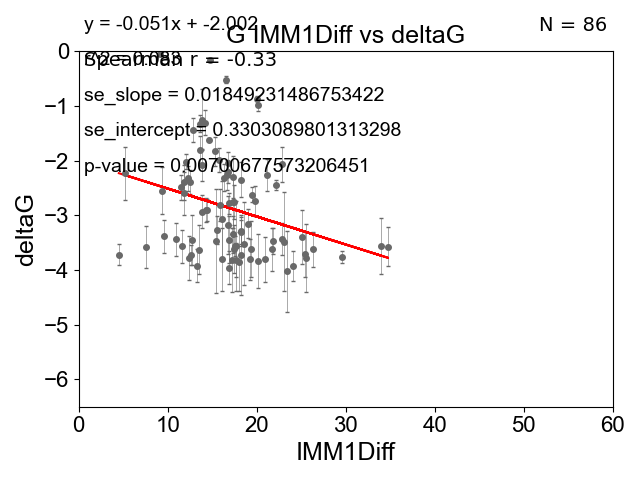 y = -0.051x + -2.002
N = 86
G IMM1Diff vs deltaG
Spearman r = -0.33
se_slope = 0.01849231486753422
se_intercept = 0.3303089801313298
p-value = 0.00700677573206451
deltaG
0
−1
−2
−3
−4
−5
−6
0 10 20 30 40 50 60
IMM1Diff